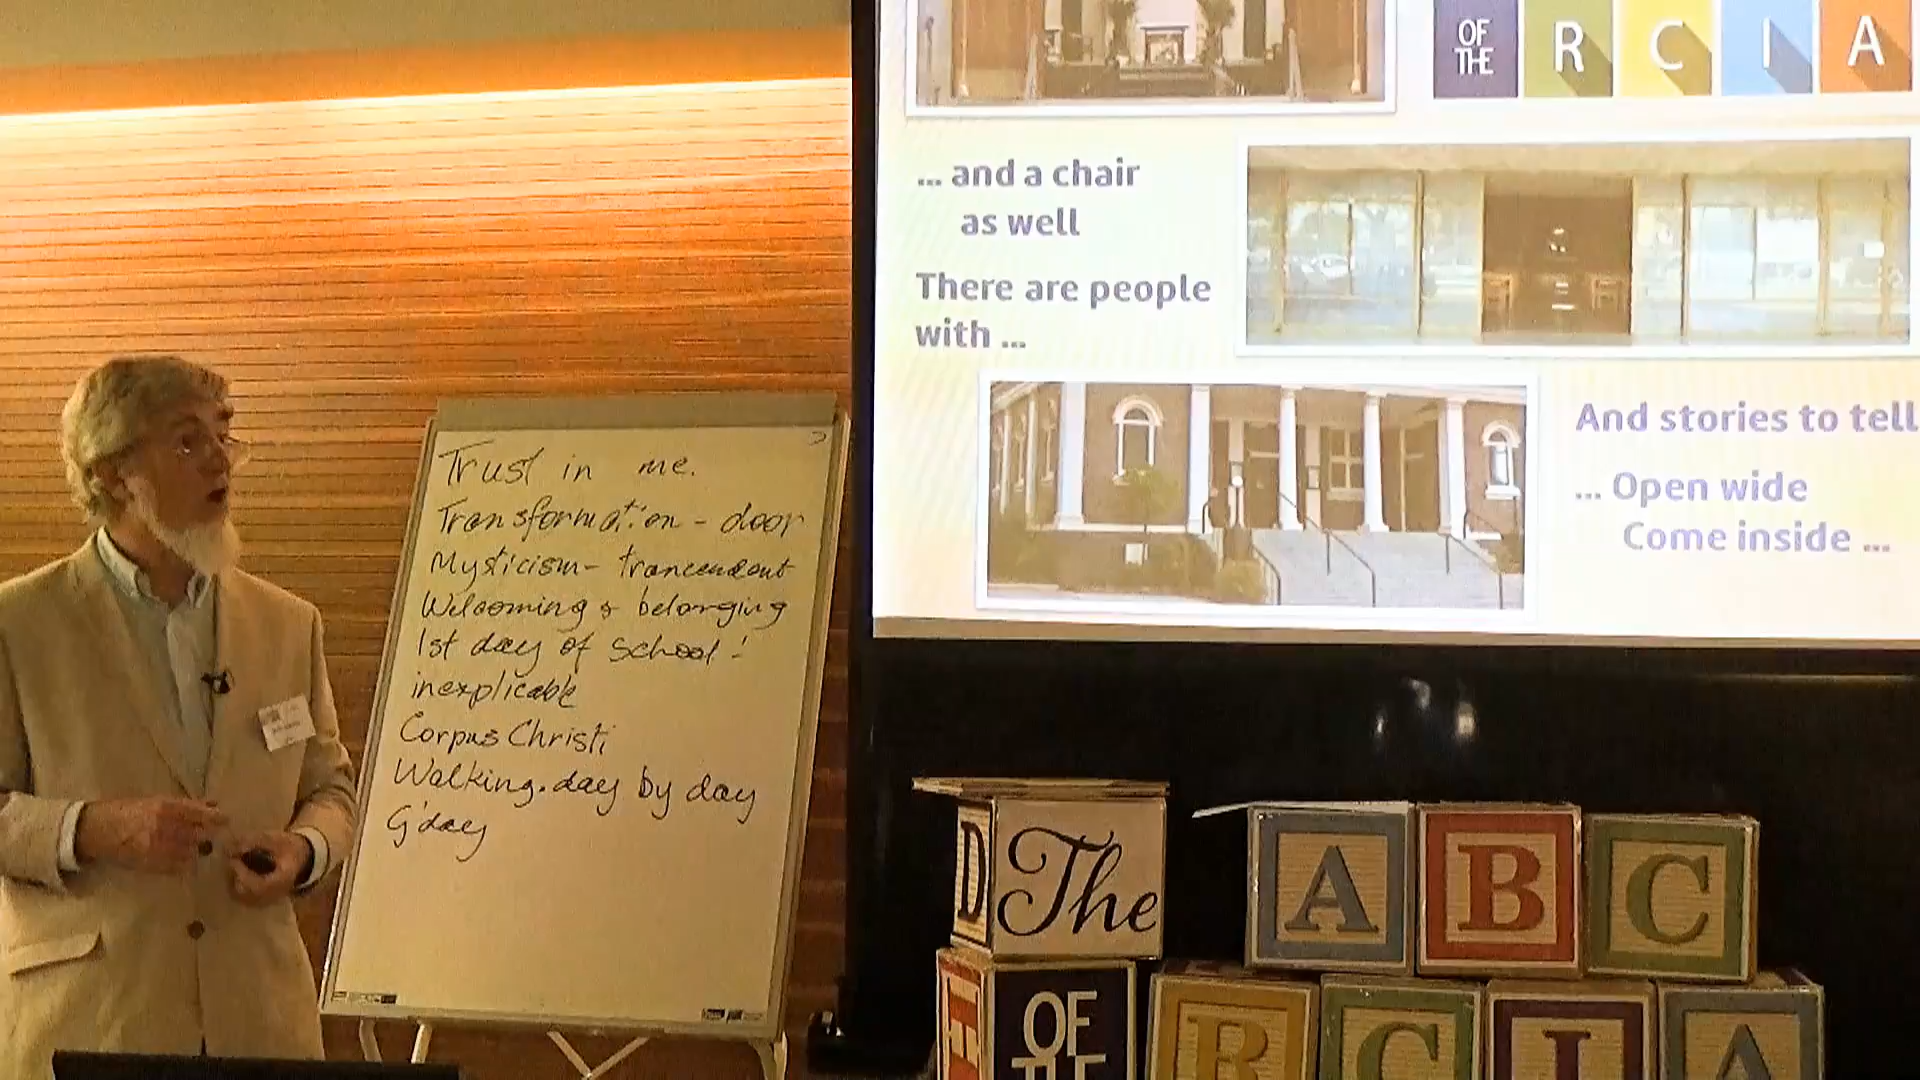 Trust in me.
Transformation - door
Mysticism - trancendent
Welcoming & belonging
1st day of school!
inexplicable
Corpus Christi
Walking. day by day
G'day
OF THE R C I A
... and a chair
as well
There are people
with ...
And stories to tell
... Open wide
Come inside ...
D The A B C
OF THE R C I A